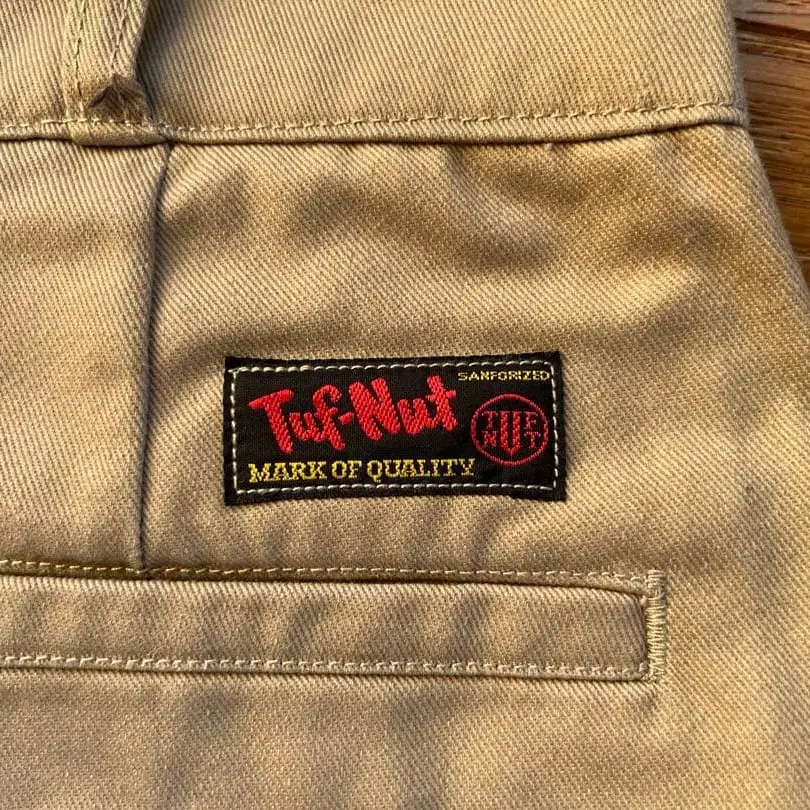 SANFORIZED
Tuf-Nut
TUF
NUT
MARK OF QUALITY